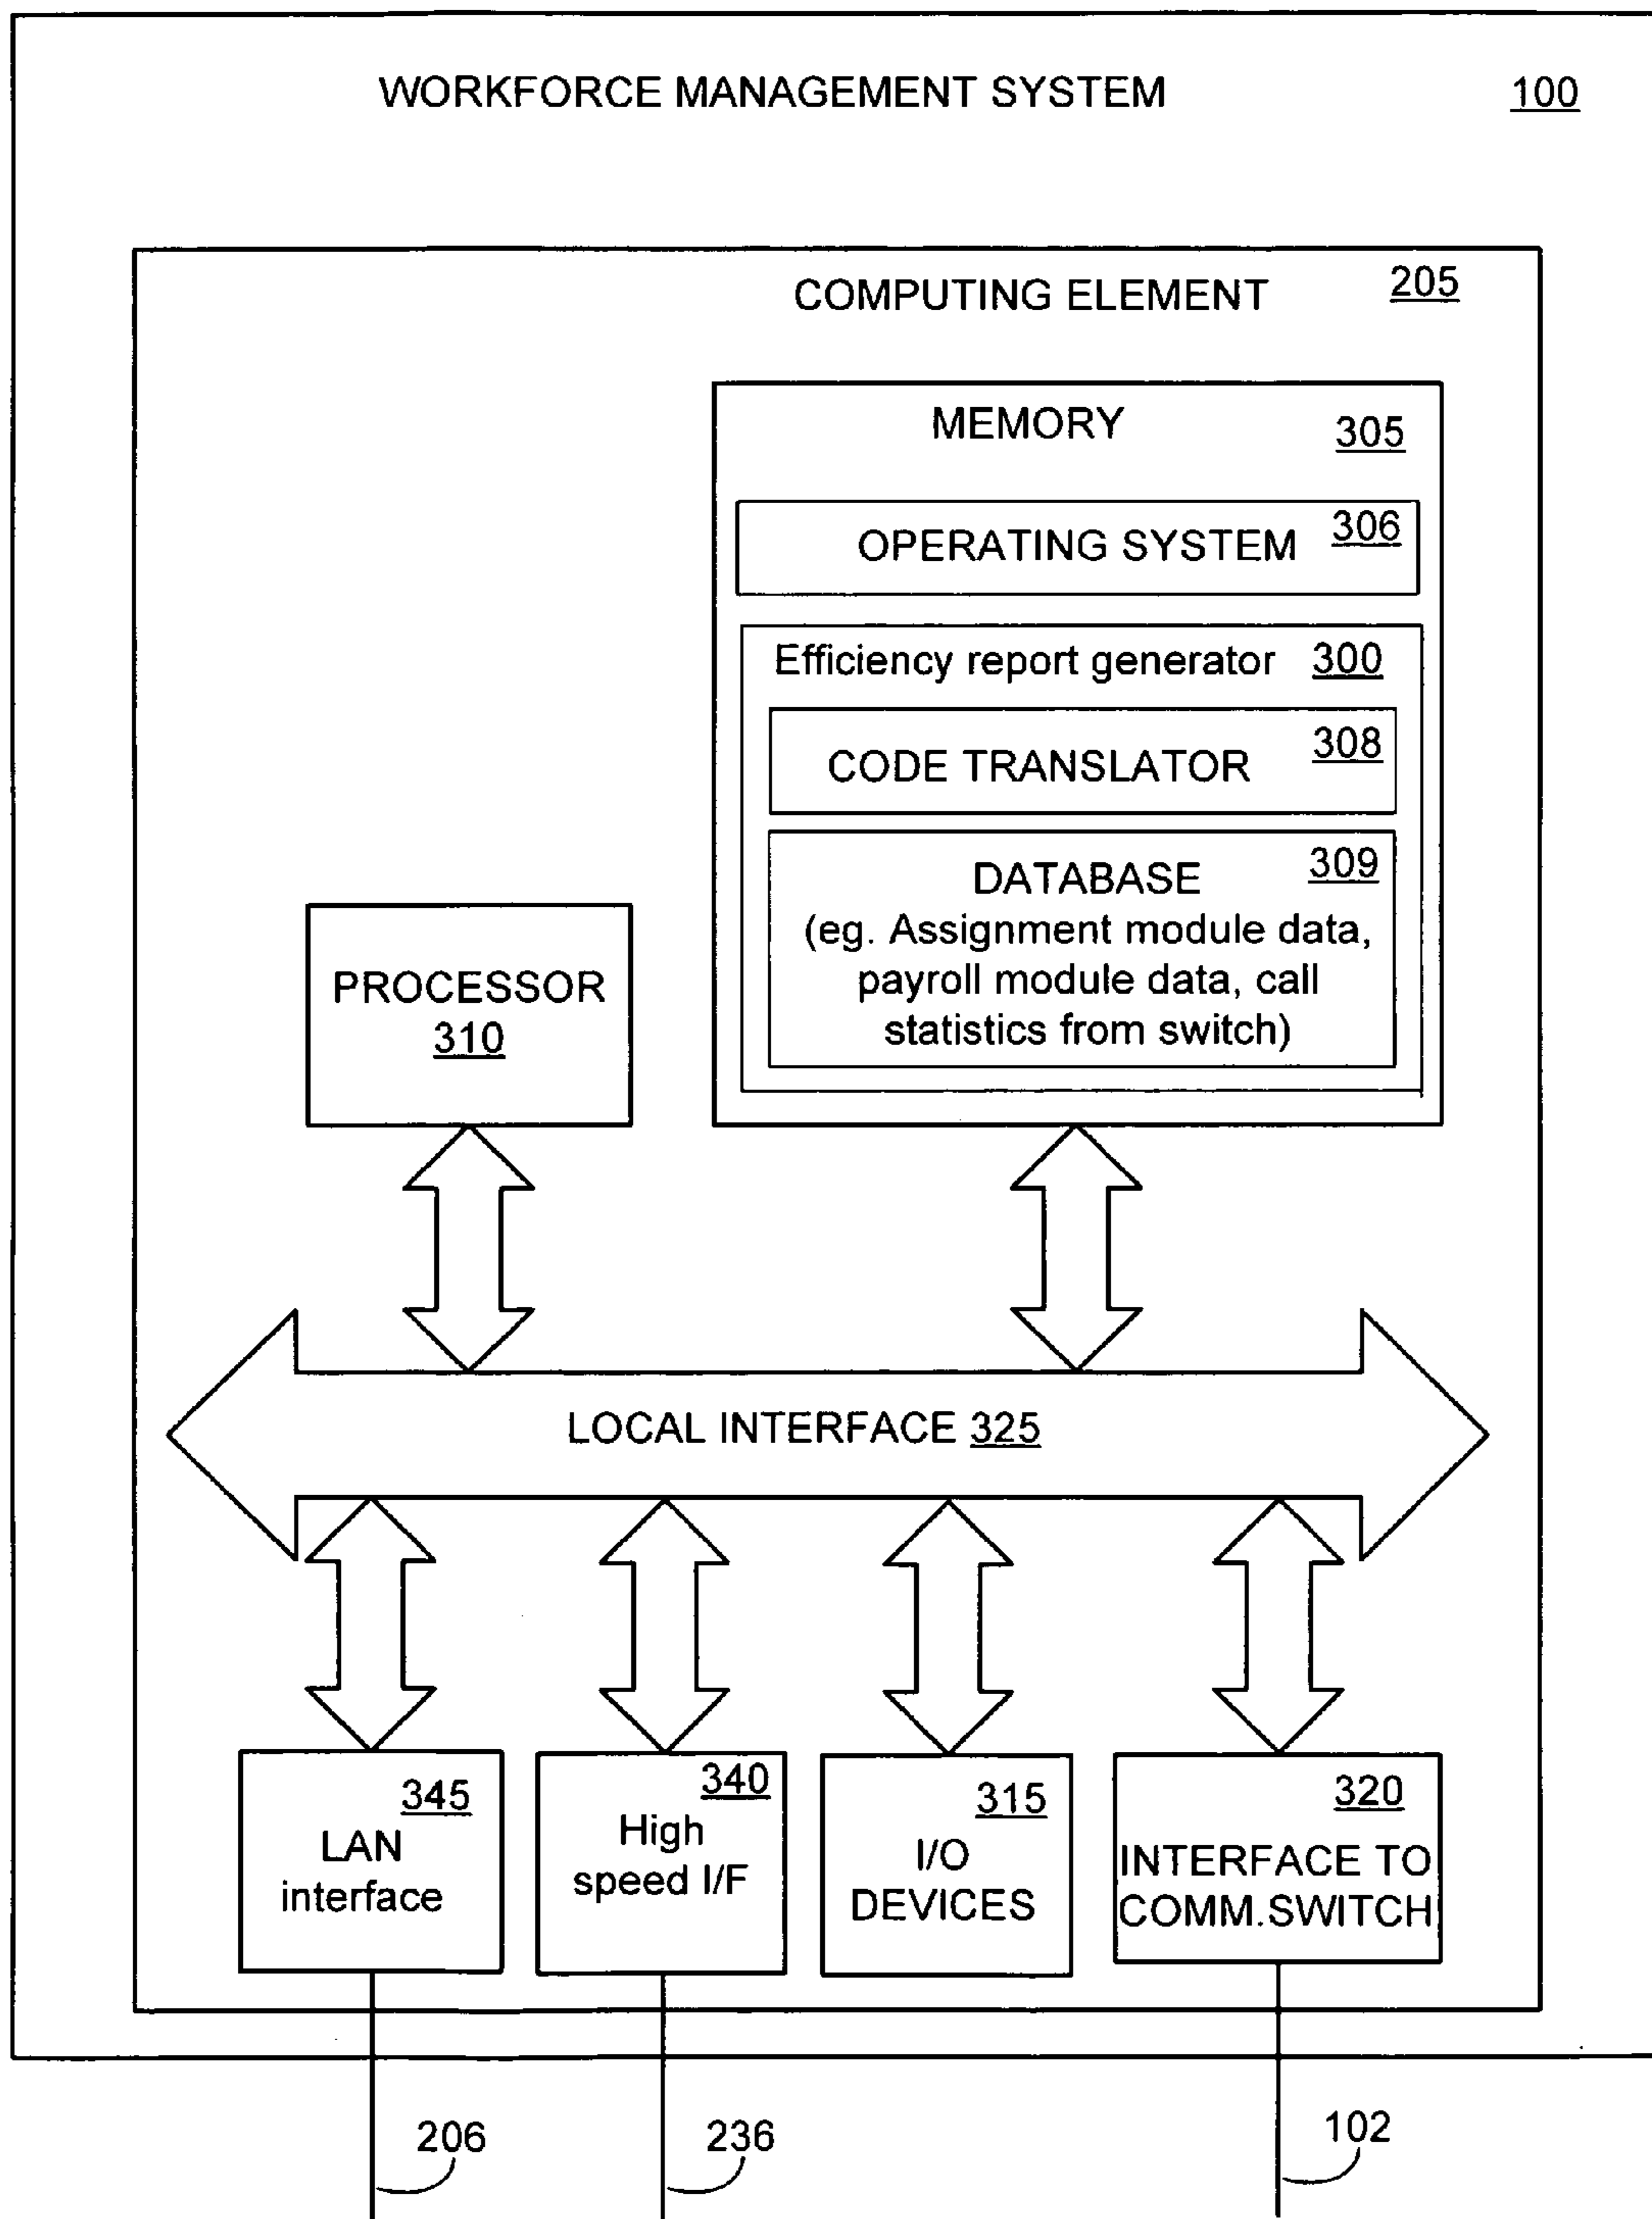 WORKFORCE MANAGEMENT SYSTEM 100
COMPUTING ELEMENT 205
MEMORY 305
OPERATING SYSTEM 306
Efficiency report generator 300
CODE TRANSLATOR 308
DATABASE 309
(eg. Assignment module data,
payroll module data, call
statistics from switch)
PROCESSOR
310
LOCAL INTERFACE 325
345
LAN
interface
340
High
speed I/F
315
I/O
DEVICES
320
INTERFACE TO
COMM.SWITCH
206
236
102